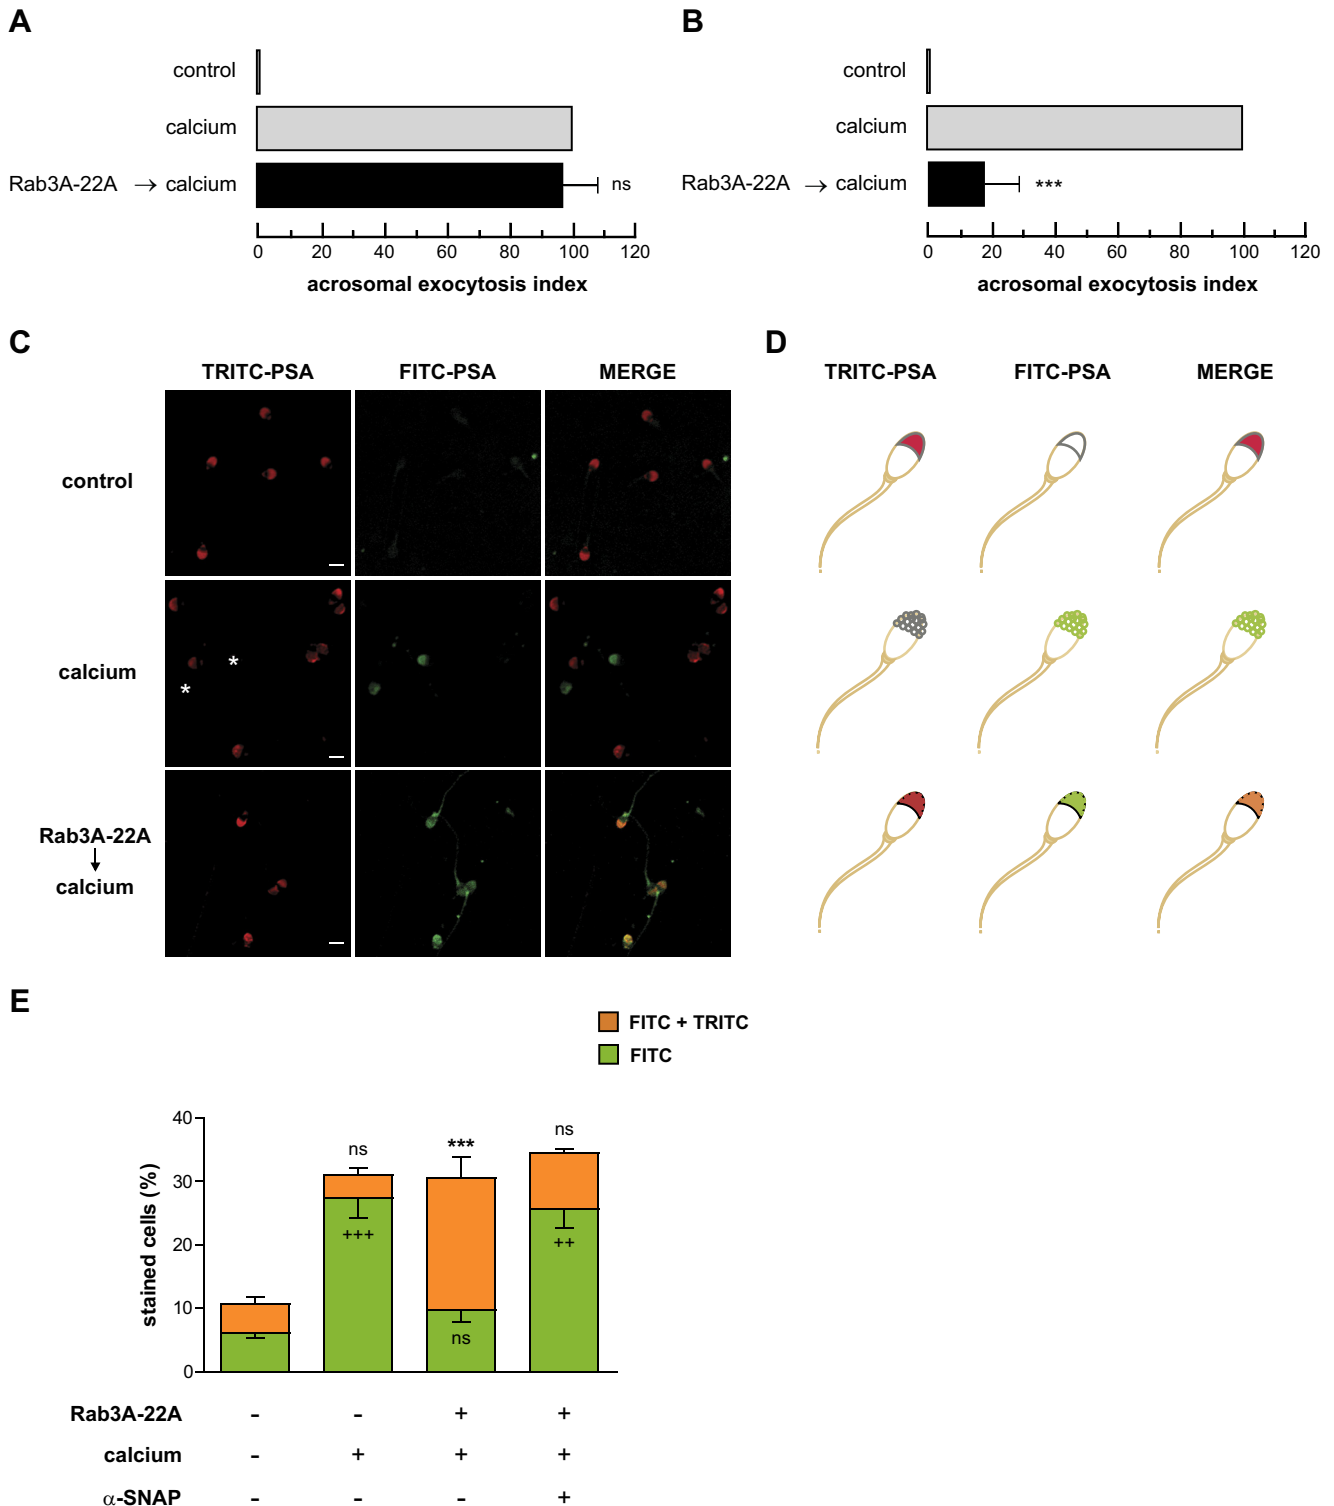 A
control
calcium
Rab3A-22A → calcium
ns
0 20 40 60 80 100 120
acrosomal exocytosis index
B
control
calcium
Rab3A-22A → calcium
***
0 20 40 60 80 100 120
acrosomal exocytosis index
C
TRITC-PSA FITC-PSA MERGE
control
calcium
*
*
Rab3A-22A
↓
calcium
D
TRITC-PSA FITC-PSA MERGE
E
FITC + TRITC
FITC
stained cells (%)
40
30
20
10
0
ns *** ns
+++ ns ++
Rab3A-22A - - + +
calcium - + + +
α-SNAP - - - +